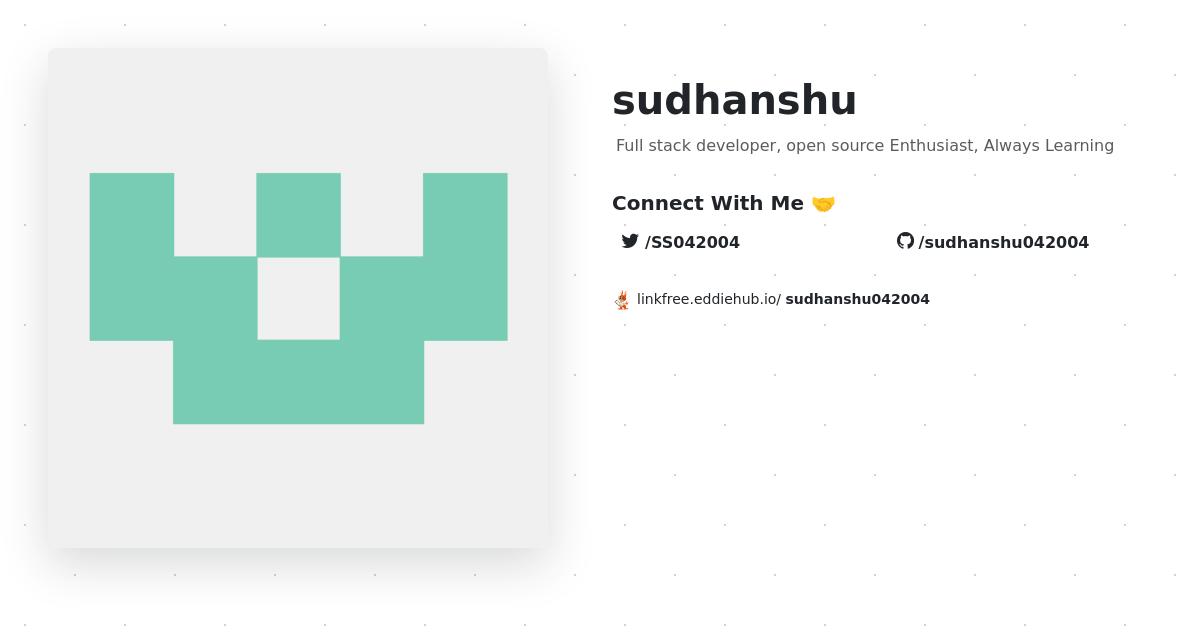 sudhanshu
Full stack developer, open source Enthusiast, Always Learning
Connect With Me 🤝
/SS042004
/sudhanshu042004
linkfree.eddiehub.io/ sudhanshu042004